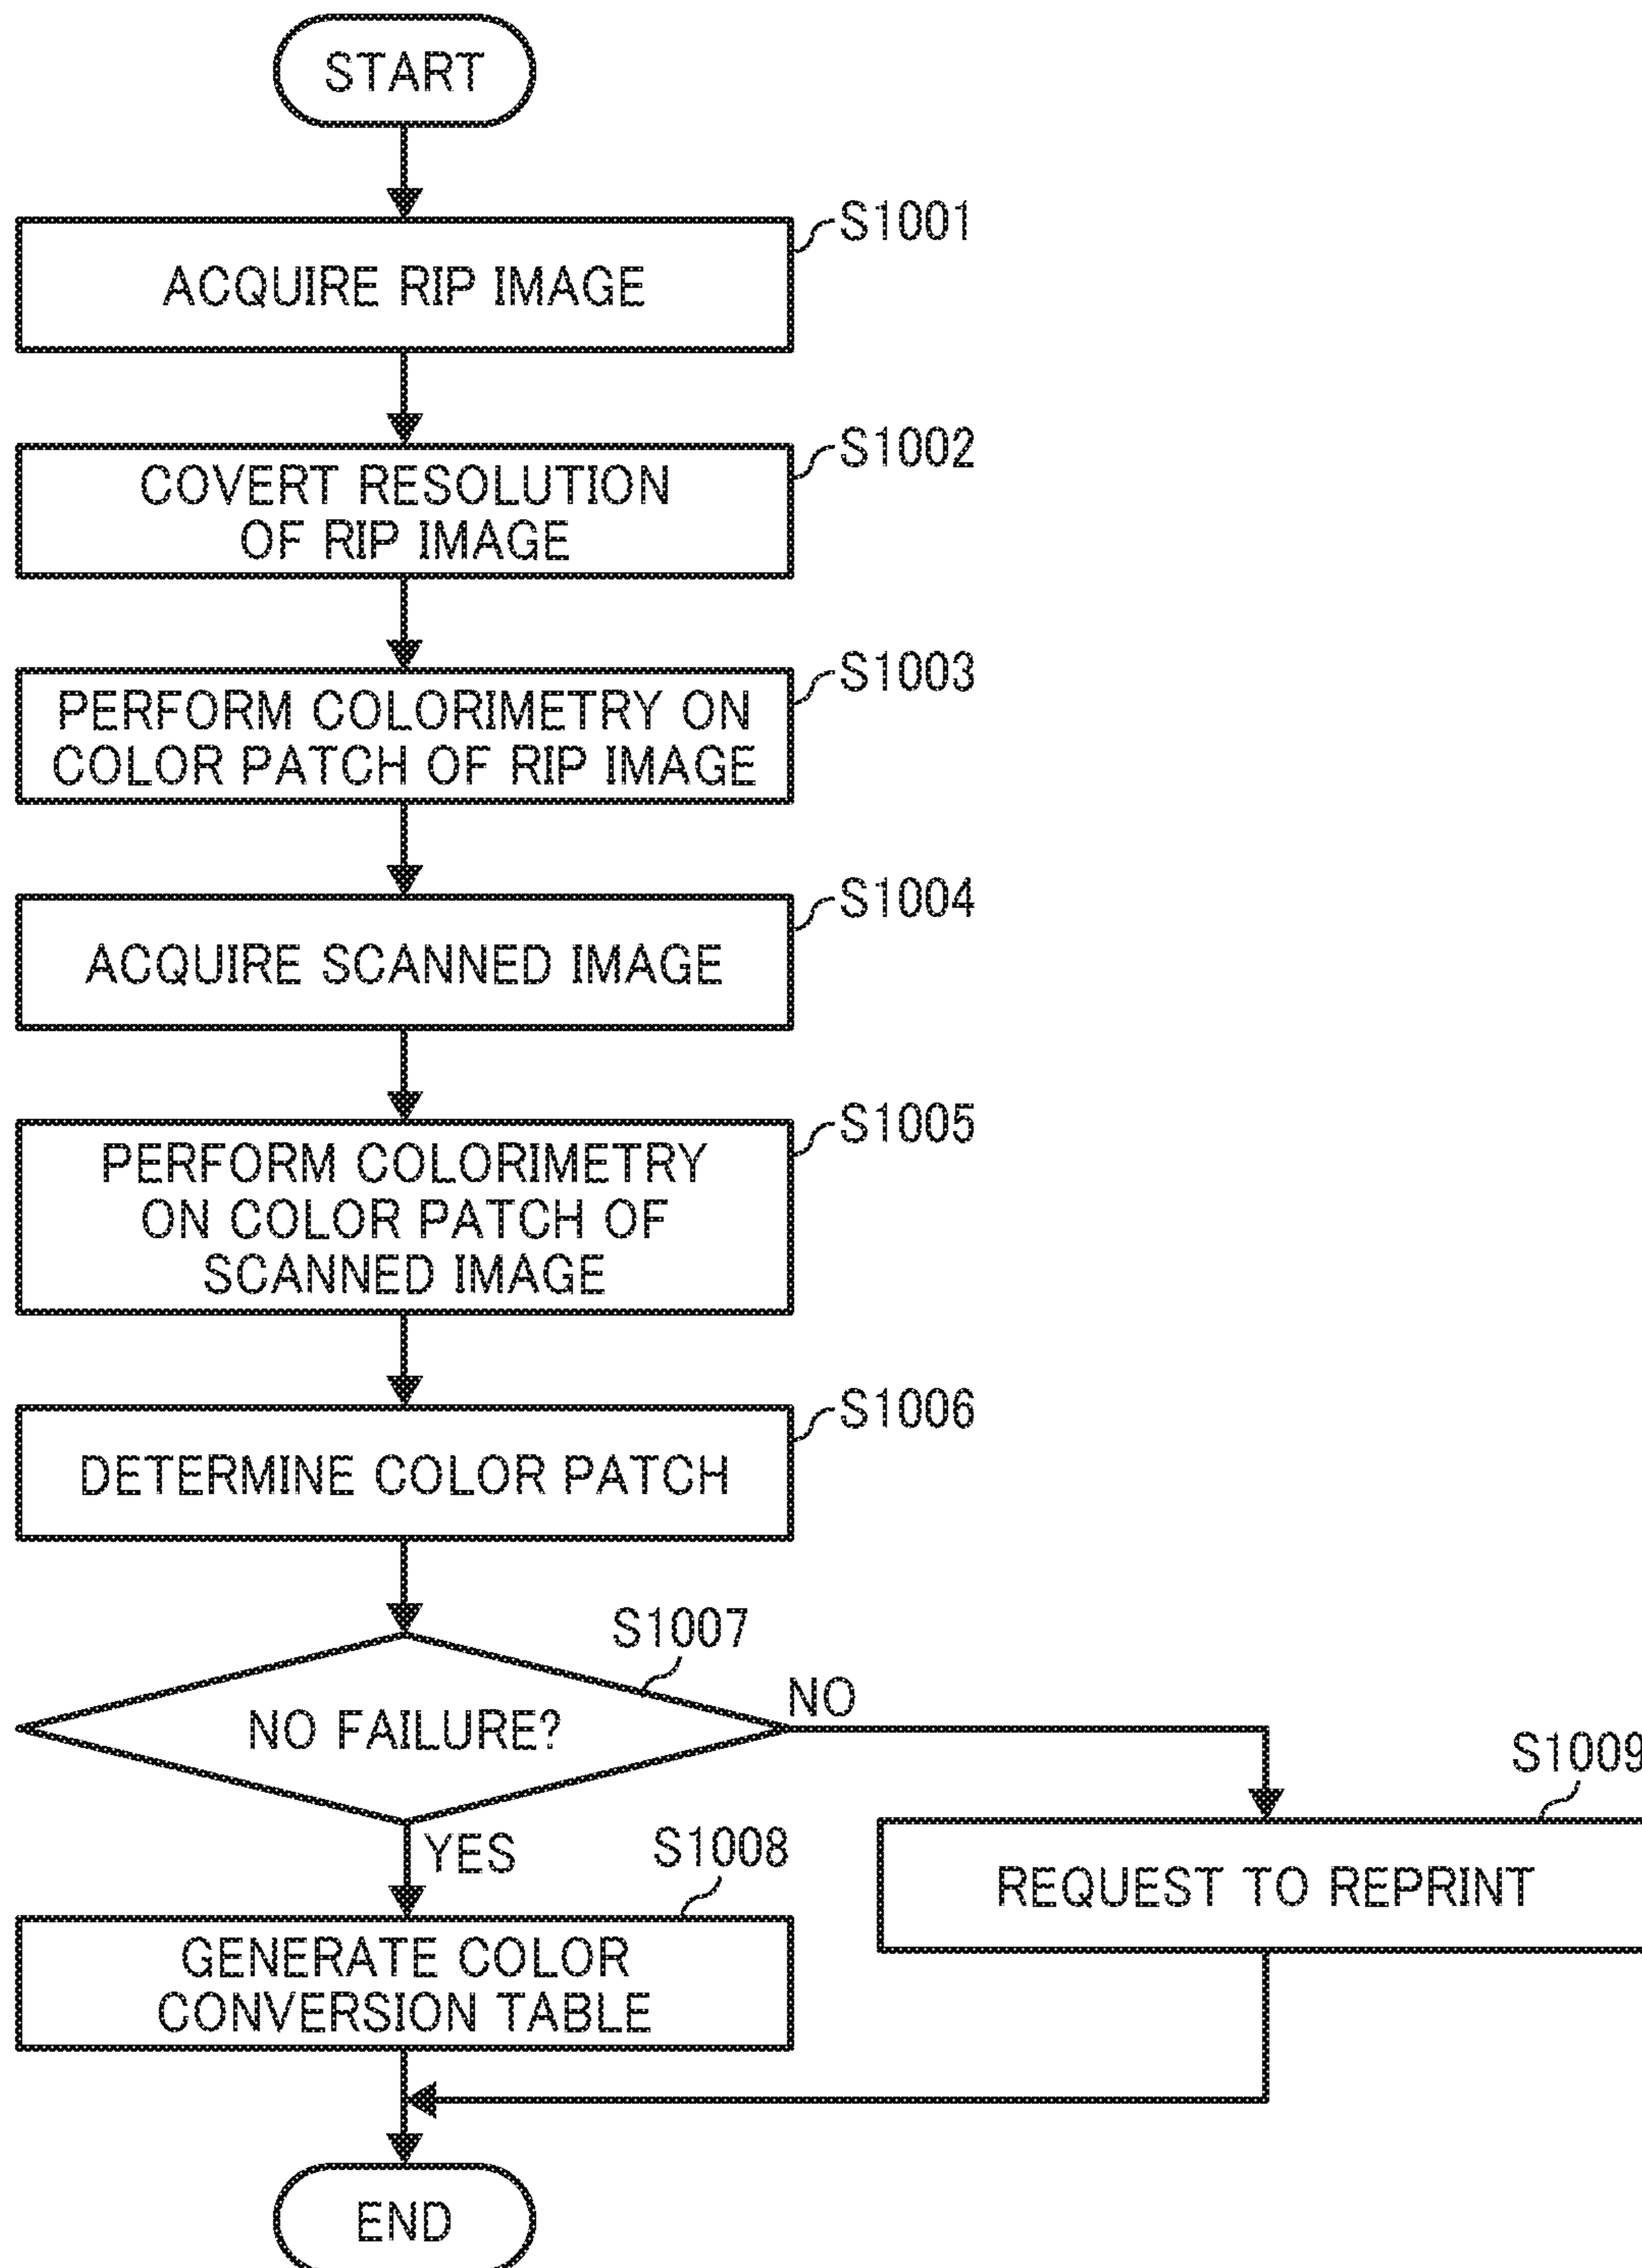 START
S1001
ACQUIRE RIP IMAGE
S1002
COVERT RESOLUTION
OF RIP IMAGE
S1003
PERFORM COLORIMETRY ON
COLOR PATCH OF RIP IMAGE
S1004
ACQUIRE SCANNED IMAGE
S1005
PERFORM COLORIMETRY
ON COLOR PATCH OF
SCANNED IMAGE
S1006
DETERMINE COLOR PATCH
S1007
NO FAILURE?
NO
S1009
YES
S1008
REQUEST TO REPRINT
GENERATE COLOR
CONVERSION TABLE
END